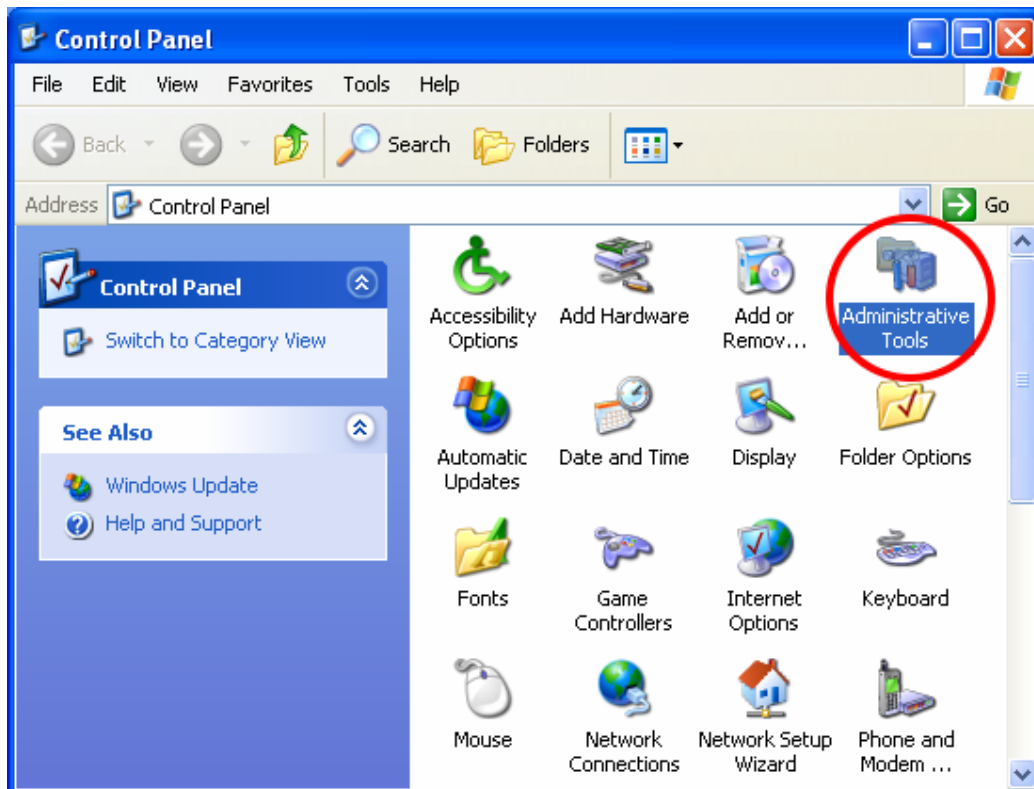 Control Panel
File Edit View Favorites Tools Help
Back Search Folders
Address Control Panel Go
Control Panel
Switch to Category View
See Also
Windows Update
Help and Support
Accessibility Options
Add Hardware
Add or Remov...
Administrative Tools
Automatic Updates
Date and Time
Display
Folder Options
Fonts
Game Controllers
Internet Options
Keyboard
Mouse
Network Connections
Network Setup Wizard
Phone and Modem ...